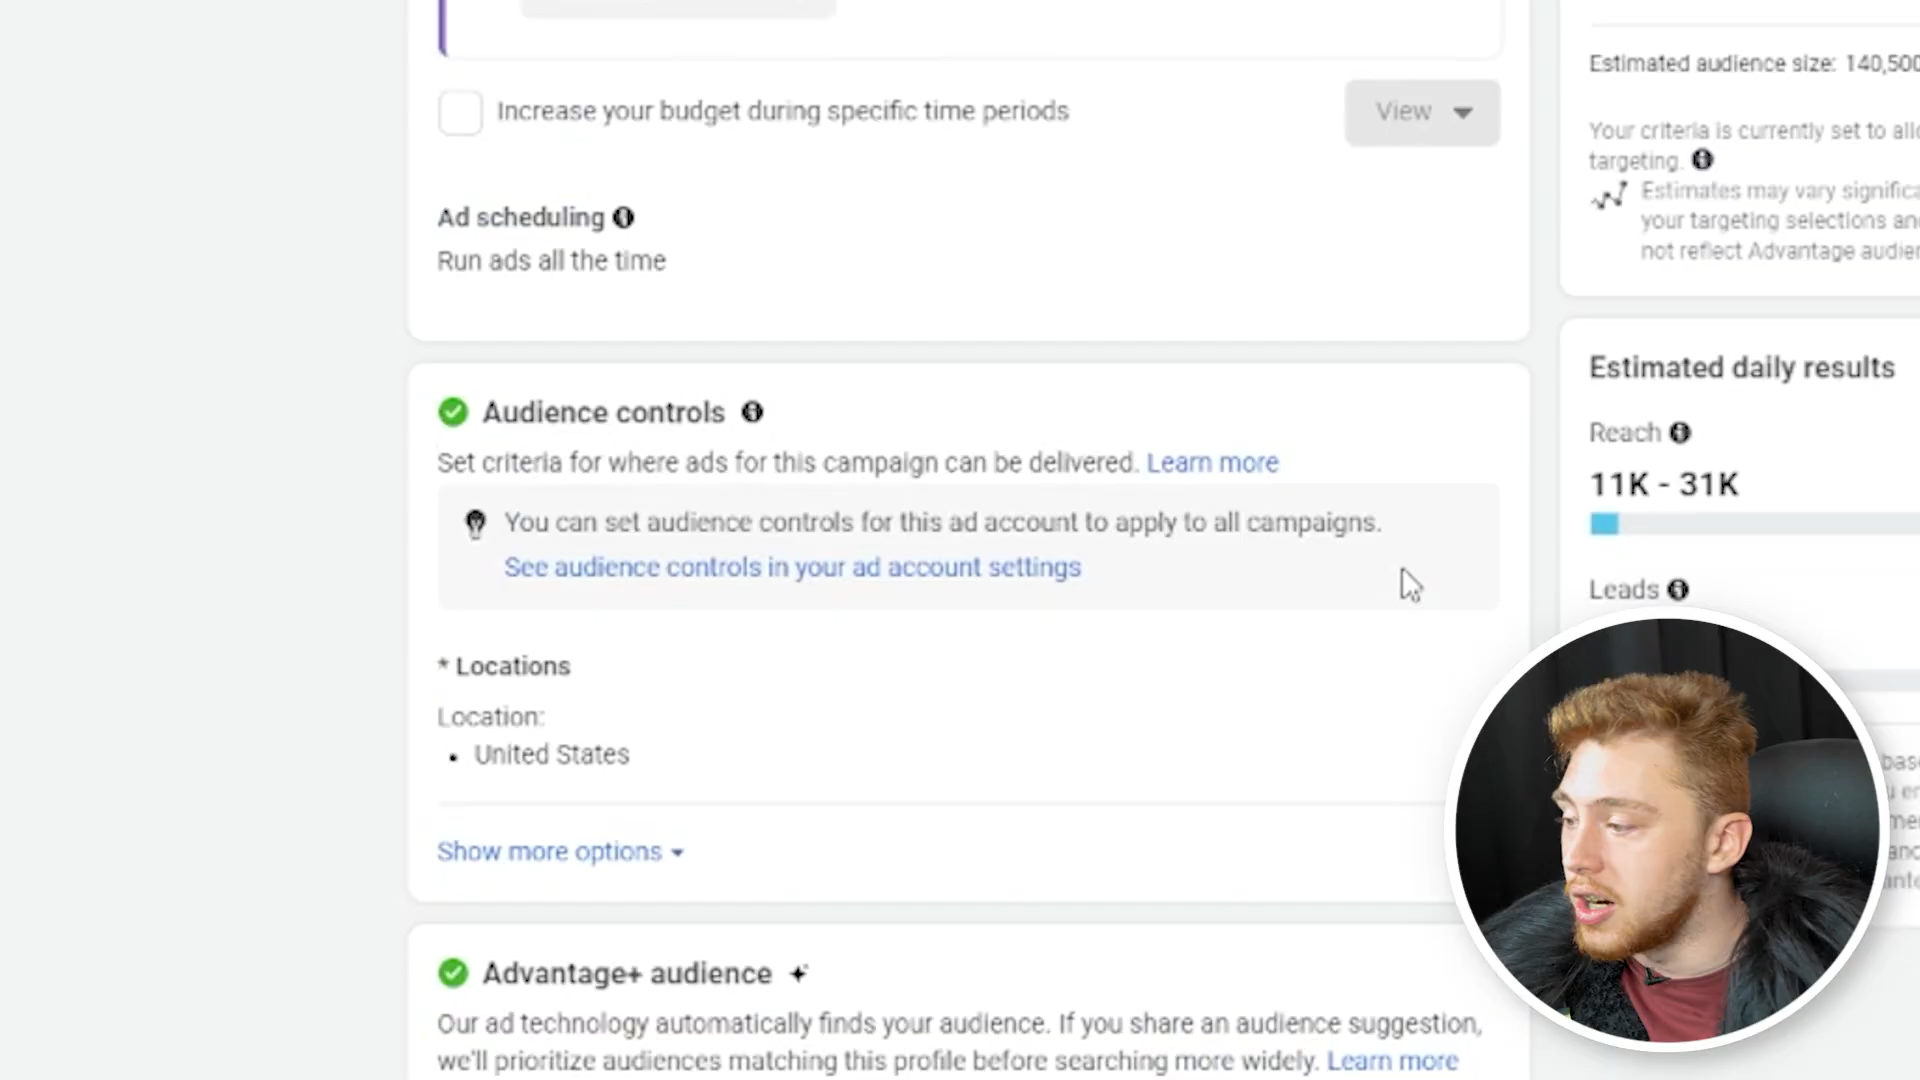 Increase your budget during specific time periods
View
Ad scheduling
Run ads all the time
Audience controls
Set criteria for where ads for this campaign can be delivered. Learn more
You can set audience controls for this ad account to apply to all campaigns.
See audience controls in your ad account settings
* Locations
Location:
• United States
Show more options
Advantage+ audience
Our ad technology automatically finds your audience. If you share an audience suggestion,
we'll prioritize audiences matching this profile before searching more widely. Learn more
Estimated audience size: 140,500
Your criteria is currently set to
targeting.
Estimates may vary
your targeting selections
not reflect Advantage
Estimated daily results
Reach
11K - 31K
Leads